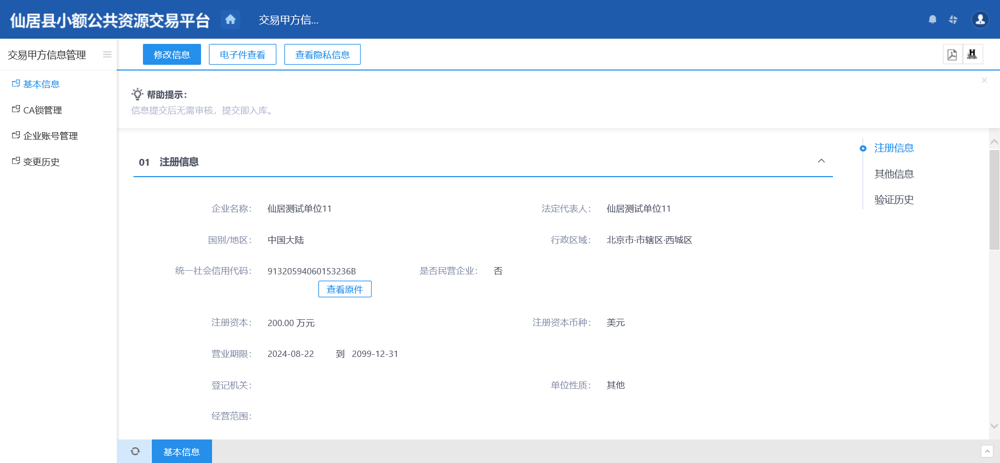 仙居县小额公共资源交易平台
交易甲方信...
交易甲方信息管理
基本信息
CA锁管理
企业账号管理
变更历史
修改信息 电子件查看 查看隐私信息
帮助提示：
信息提交后无需审核，提交即入库。
01 注册信息
企业名称： 仙居测试单位11 法定代表人： 仙居测试单位11
国别/地区： 中国大陆 行政区域： 北京市·市辖区·西城区
统一社会信用代码： 91320594060153236B 是否民营企业： 否
查看原件
注册资本： 200.00 万元 注册资本币种： 美元
营业期限： 2024-08-22 到 2099-12-31
登记机关： 单位性质： 其他
经营范围：
注册信息
其他信息
验证历史
基本信息